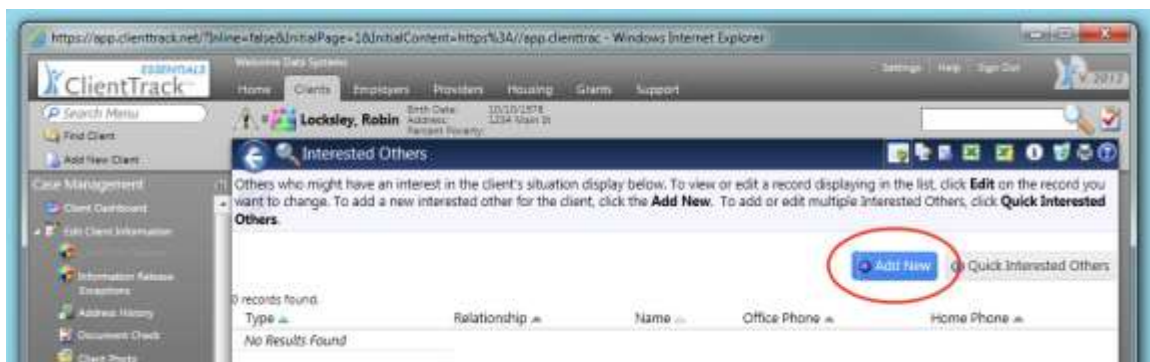 https://app.clienttrack.net/?Inline=false&InitialPage=1&InitialContent=https%3A//app.clienttrac - Windows Internet Explorer
ESSENTIALS
ClientTrack
Welcome Data Systems
Settings | Help | Sign Out
V. 2012
Home Clients Employers Providers Housing Grants Support
Search Menu
Locksley, Robin
Birth Date: 10/10/1978
Address: 1234 Main St
Percent Poverty:
Find Client
Add New Client
Interested Others
Case Management
Others who might have an interest in the client's situation display below. To view or edit a record displaying in the list, click Edit on the record you
want to change. To add a new interested other for the client, click the Add New. To add or edit multiple Interested Others, click Quick Interested
Others.
Client Dashboard
Edit Client Information
Information Release
Exceptions
Address History
Document Check
Client Photo
Add New
Quick Interested Others
0 records found.
Type Relationship Name Office Phone Home Phone
No Results Found